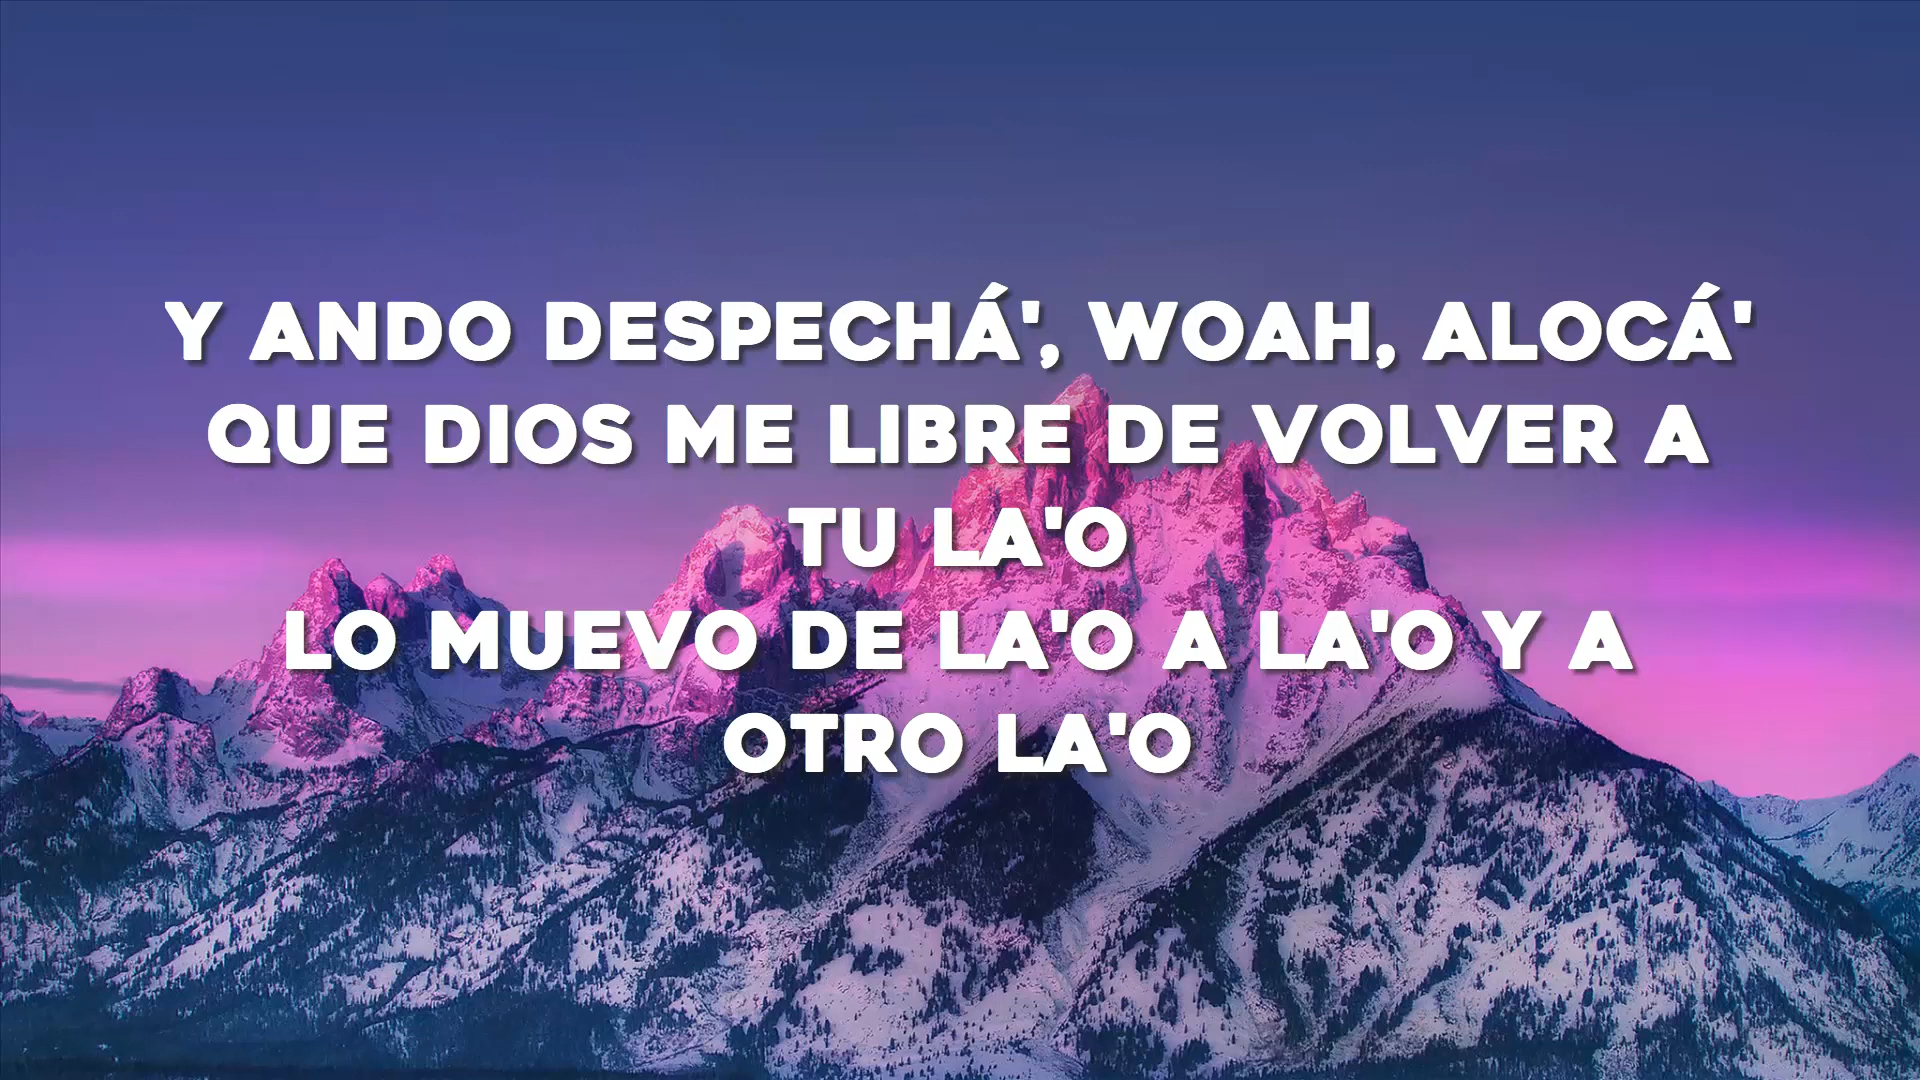 Y ANDO DESPECHÁ', WOAH, ALOCÁ'
QUE DIOS ME LIBRE DE VOLVER A
TU LA'O
LO MUEVO DE LA'O A LA'O Y A
OTRO LA'O